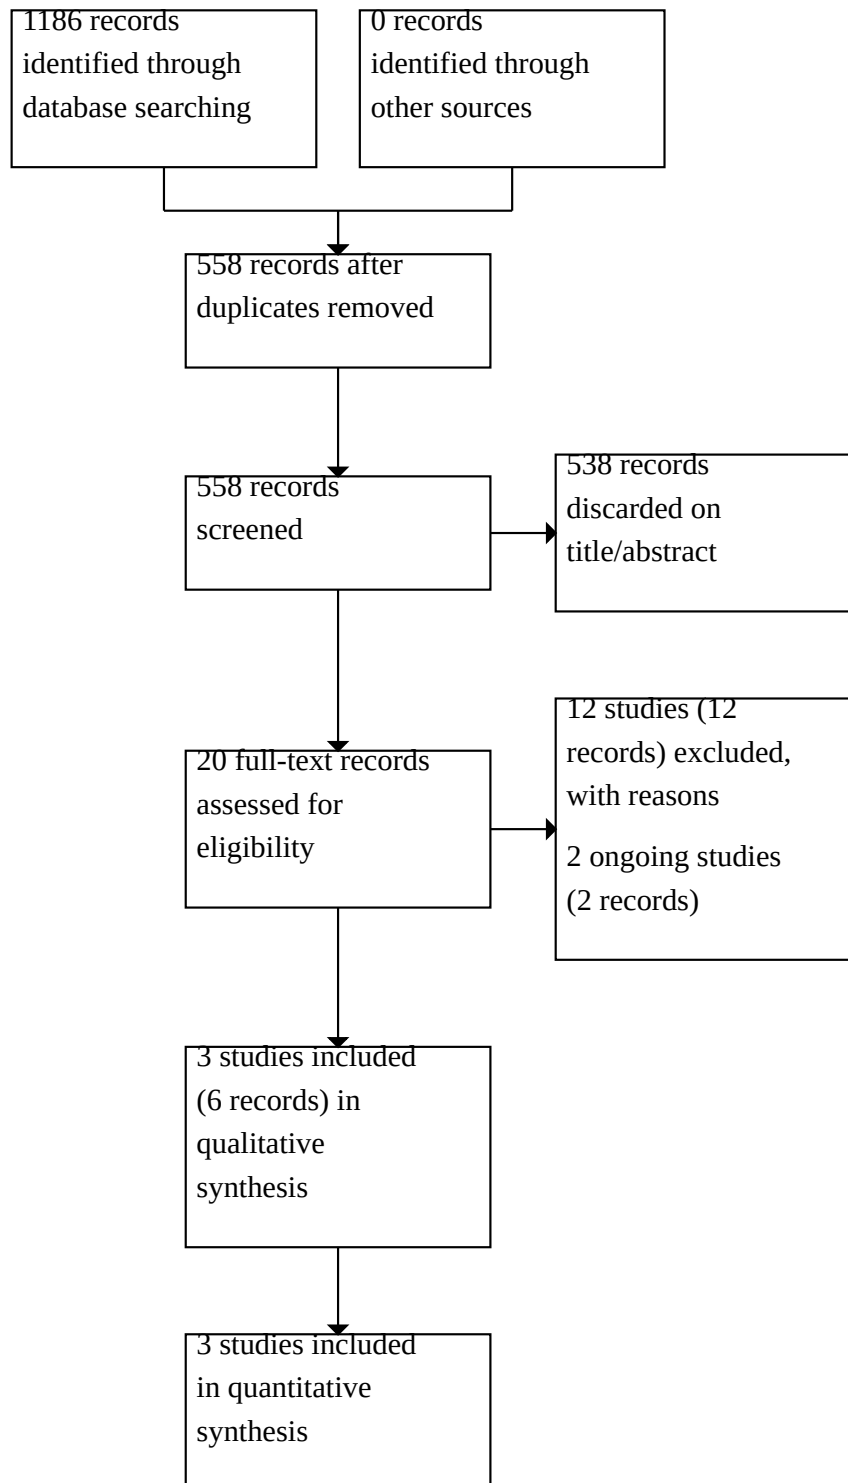 1186 records
identified through
database searching
0 records
identified through
other sources
558 records after
duplicates removed
558 records
screened
538 records
discarded on
title/abstract
20 full-text records
assessed for
eligibility
12 studies (12
records) excluded,
with reasons
2 ongoing studies
(2 records)
3 studies included
(6 records) in
qualitative
synthesis
3 studies included
in quantitative
synthesis